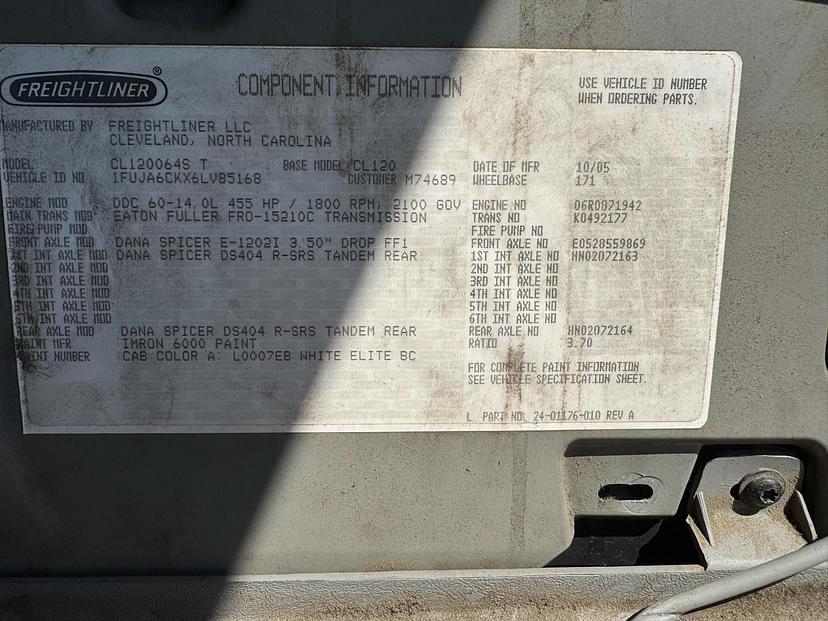 FREIGHTLINER ®
COMPONENT INFORMATION
USE VEHICLE ID NUMBER
WHEN ORDERING PARTS.
MANUFACTURED BY FREIGHTLINER LLC
CLEVELAND, NORTH CAROLINA
MODEL CL120064S T BASE MODEL CL120 DATE OF MFR 10/05
VEHICLE ID NO 1FUJA6CKX6LV85168 CUSTOMER M74689 WHEELBASE 171
ENGINE MOD DDC 60-14.0L 455 HP / 1800 RPM, 2100 GOV ENGINE NO 06R0871942
MAIN TRANS MOD EATON FULLER FRO-15210C TRANSMISSION TRANS NO K0492177
FIRE PUMP MOD FIRE PUMP NO
FRONT AXLE MOD DANA SPICER E-1202I 3.50" DROP FF1 FRONT AXLE NO E0528559869
1ST INT AXLE MOD DANA SPICER DS404 R-SRS TANDEM REAR 1ST INT AXLE NO HN02072163
2ND INT AXLE MOD 2ND INT AXLE NO
3RD INT AXLE MOD 3RD INT AXLE NO
4TH INT AXLE MOD 4TH INT AXLE NO
5TH INT AXLE MOD 5TH INT AXLE NO
6TH INT AXLE MOD 6TH INT AXLE NO
REAR AXLE MOD DANA SPICER DS404 R-SRS TANDEM REAR REAR AXLE NO HN02072164
PAINT MFR IMRON 6000 PAINT RATIO 3.70
PAINT NUMBER CAB COLOR A: L0007EB WHITE ELITE BC
FOR COMPLETE PAINT INFORMATION
SEE VEHICLE SPECIFICATION SHEET.
L PART NO. 24-01176-010 REV A